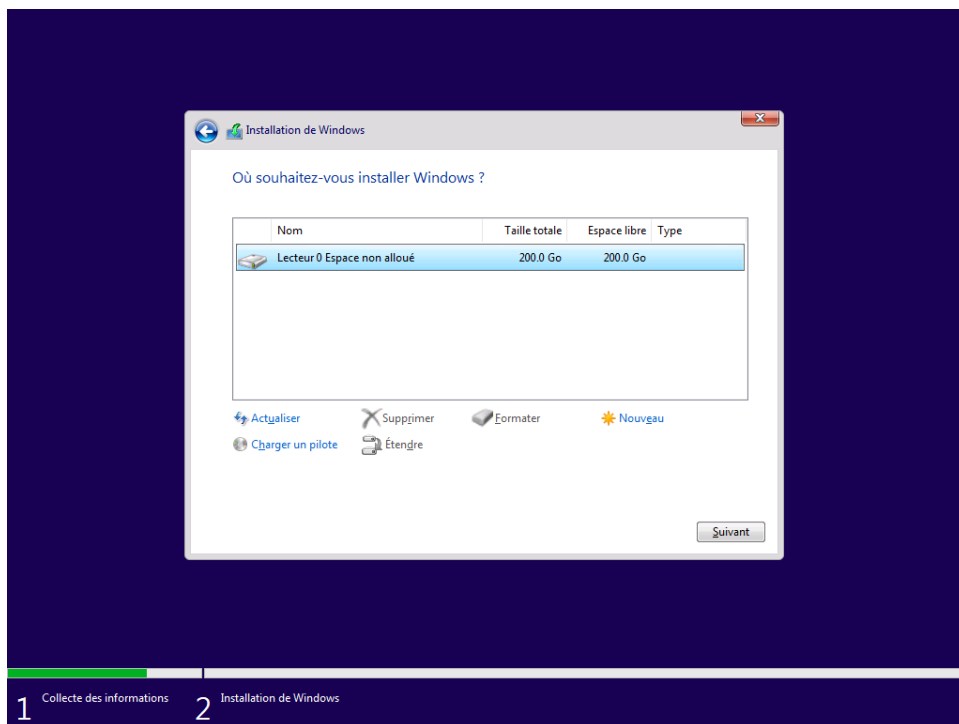 Installation de Windows
Où souhaitez-vous installer Windows ?
Nom Taille totale Espace libre Type
Lecteur 0 Espace non alloué 200.0 Go 200.0 Go
Actualiser Supprimer Formater Nouveau
Charger un pilote Étendre
Suivant
1 Collecte des informations 2 Installation de Windows